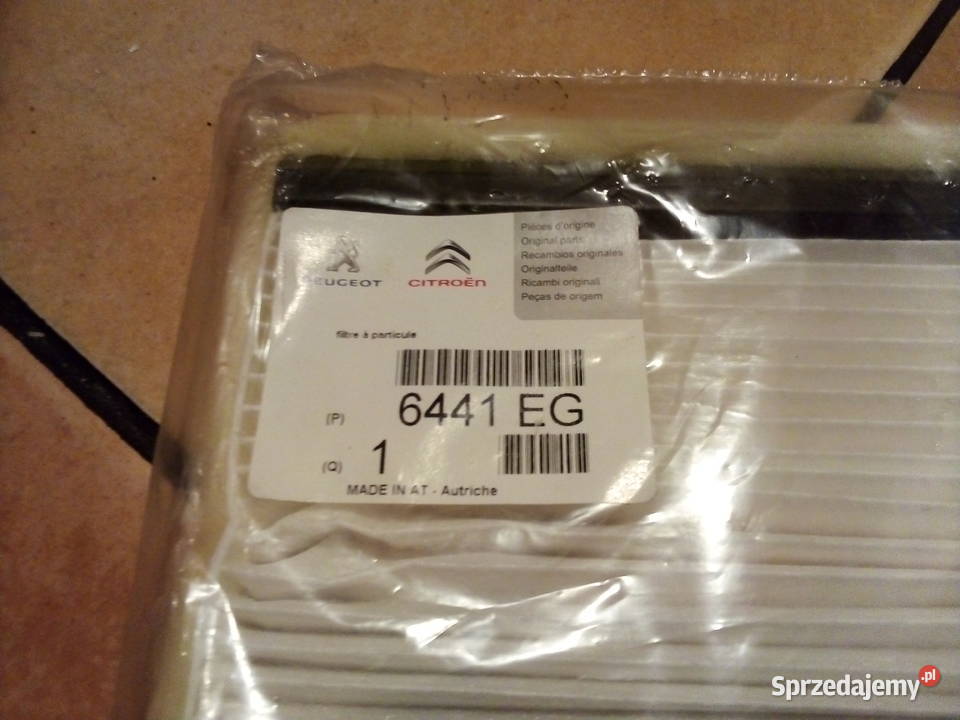 PEUGEOT
CITROËN
Pièces d'origine
Original parts
Recambios originales
Originalteile
Ricambi originali
Peças de origem
filtre à particule
(P) 6441 EG
(Q) 1
MADE IN AT - Autriche
Sprzedajemy.pl